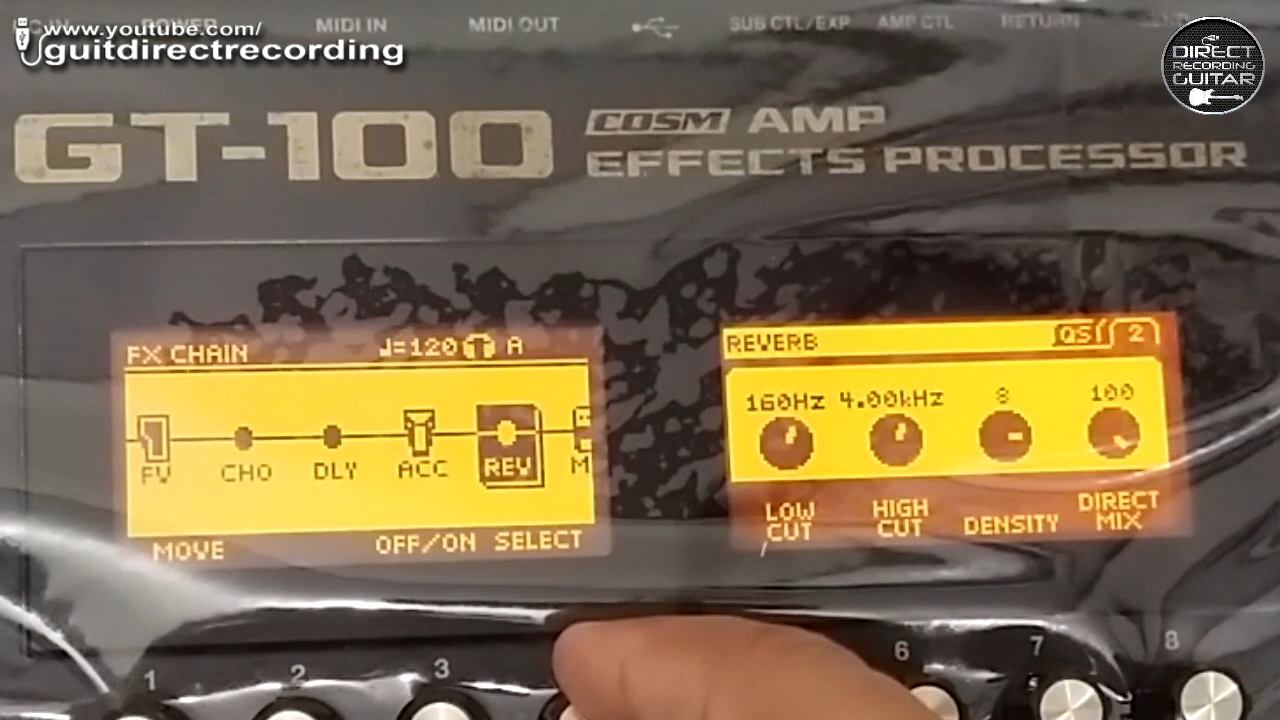 POWER MIDI IN MIDI OUT SUB CTL/EXP AMP CTL RETURN
www.youtube.com/
guitdirectrecording
DIRECT
RECORDING
GUITAR
GT-100 COSM AMP
EFFECTS PROCESSOR
FX CHAIN ♩=120 A
FV CHO DLY ACC REV M
MOVE OFF/ON SELECT
REVERB QS 2
160Hz 4.00kHz 8 100
LOW CUT HIGH CUT DENSITY DIRECT MIX
1 2 3 6 7 8